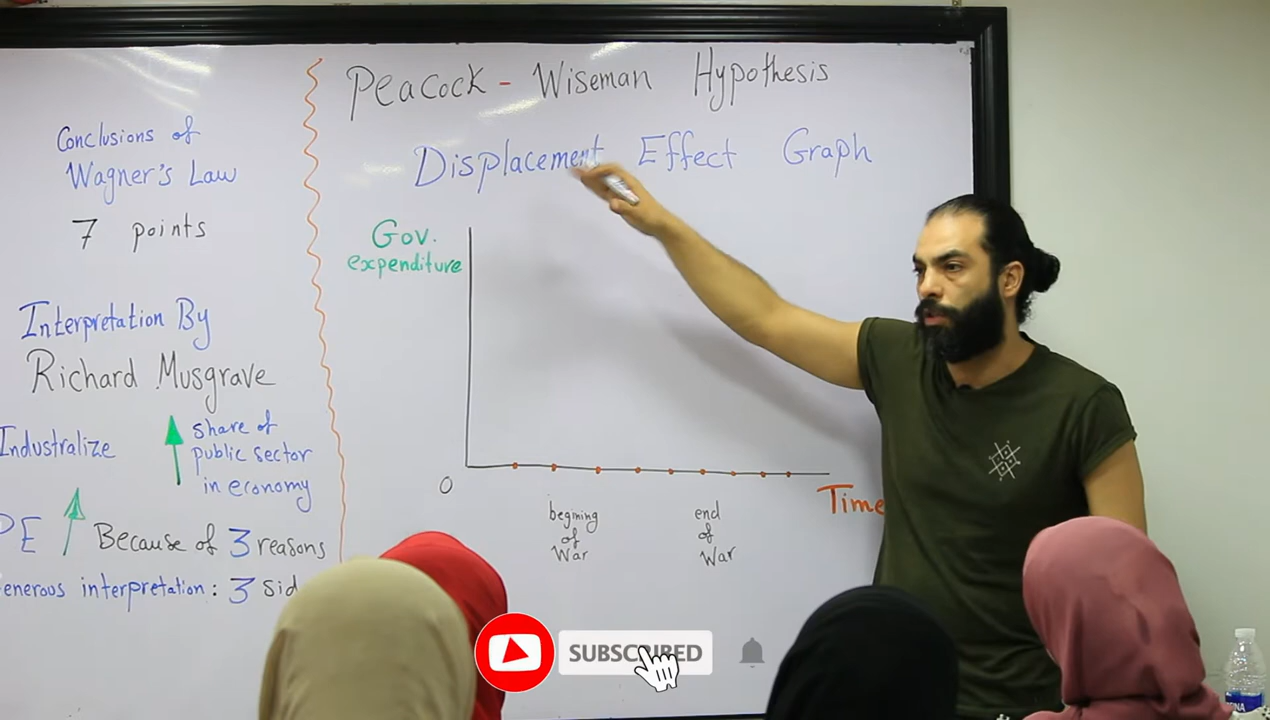 Conclusions of
Wagner's Law
7 points
Interpretation By
Richard Musgrave
Industralize
share of
public sector
in economy
PE
Because of 3 reasons
enerous interpretation: 3 sid
Peacock - Wiseman Hypothesis
Displacement Effect Graph
Gov.
expenditure
0
Time
begining
of
War
end
of
War
SUBSCRIBED